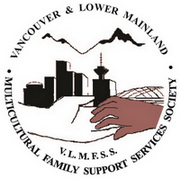 VANCOUVER & LOWER MAINLAND
• MULTICULTURAL FAMILY SUPPORT SERVICES SOCIETY •
V. L. M. F. S. S.